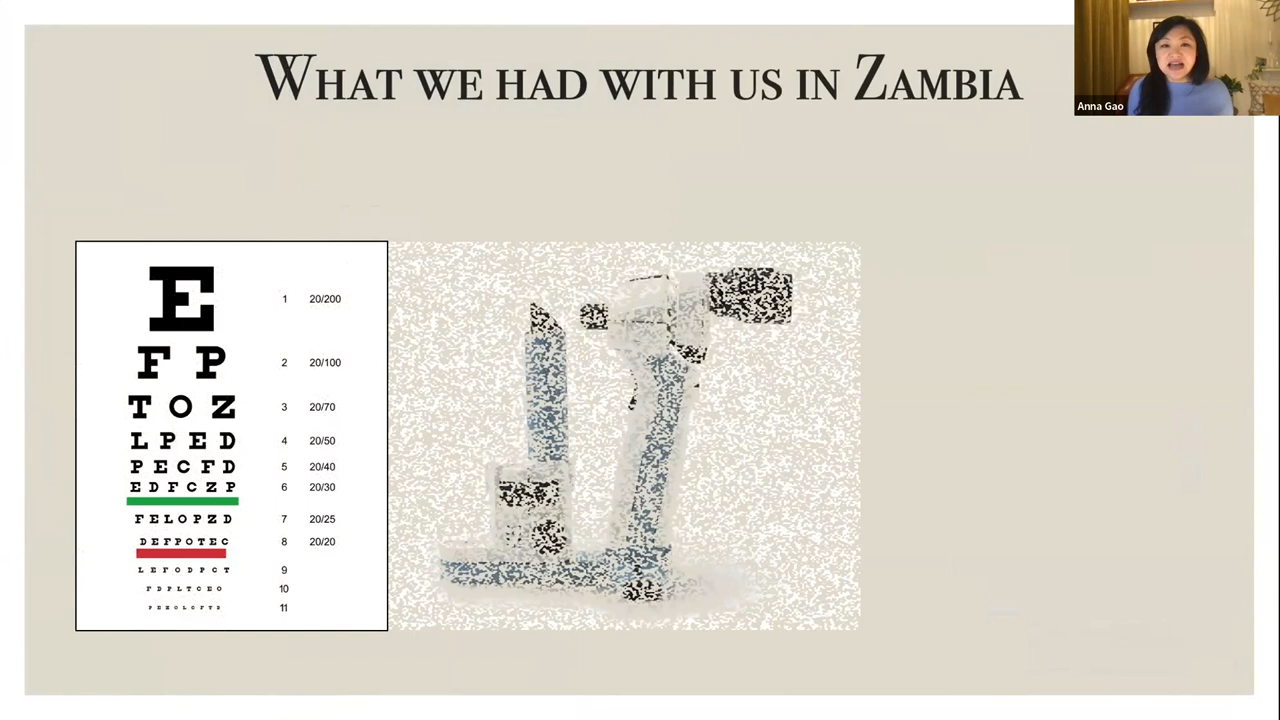 WHAT WE HAD WITH US IN ZAMBIA
Anna Gao
E 1 20/200
F P 2 20/100
T O Z 3 20/70
L P E D 4 20/50
P E C F D 5 20/40
E D F C Z P 6 20/30
F E L O P Z D 7 20/25
D E F P O T E C 8 20/20
L E F O D P C T 9
F D P L T C E O 10
P E Z O L C F T D 11